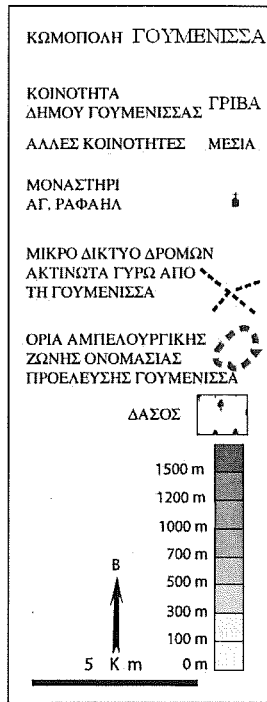 ΚΩΜΟΠΟΛΗ ΓΟΥΜΕΝΙΣΣΑ
ΚΟΙΝΟΤΗΤΑ
ΔΗΜΟΥ ΓΟΥΜΕΝΙΣΣΑΣ ΓΡΙΒΑ
ΑΛΛΕΣ ΚΟΙΝΟΤΗΤΕΣ ΜΕΣΙΑ
ΜΟΝΑΣΤΗΡΙ
ΑΓ. ΡΑΦΑΗΛ
ΜΙΚΡΟ ΔΙΚΤΥΟ ΔΡΟΜΩΝ
ΑΚΤΙΝΩΤΑ ΓΥΡΩ ΑΠΟ
ΤΗ ΓΟΥΜΕΝΙΣΣΑ
ΟΡΙΑ ΑΜΠΕΛΟΥΡΓΙΚΗΣ
ΖΩΝΗΣ ΟΝΟΜΑΣΙΑΣ
ΠΡΟΕΛΕΥΣΗΣ ΓΟΥΜΕΝΙΣΣΑ
ΔΑΣΟΣ
1500 m
1200 m
1000 m
700 m
500 m
300 m
100 m
0 m
Β
5 Km